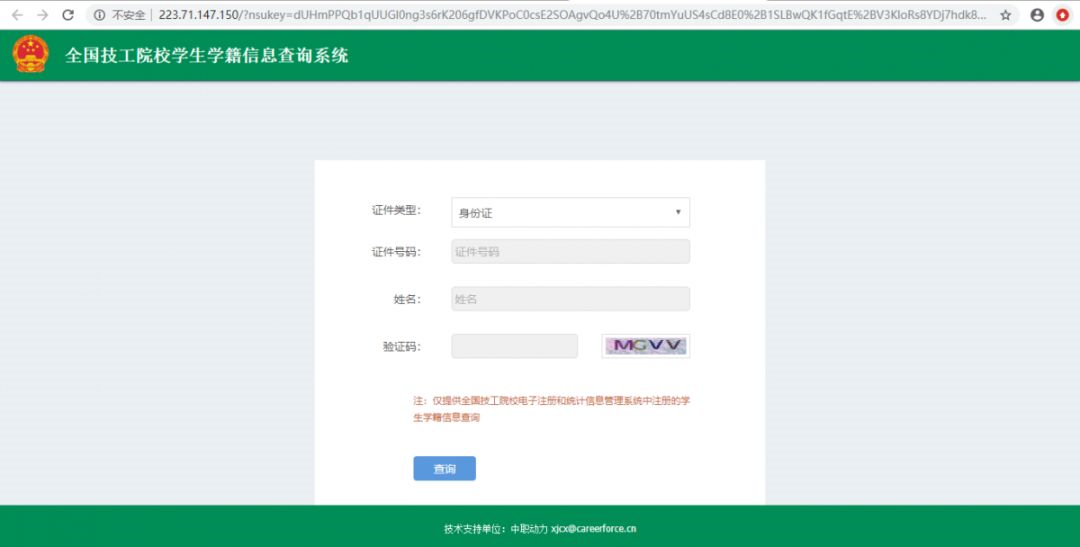 不安全 | 223.71.147.150/?nsukey=dUHmPPQb1qUUGI0ng3s6rK206gfDVKPoC0csE2SOAgvQo4U%2B70tmYuUS4sCd8E0%2B1SLBwQK1fGqtE%2BV3KIoRs8YDj7hdk8...
全国技工院校学生学籍信息查询系统
证件类型： 身份证
证件号码： 证件号码
姓名： 姓名
验证码： MGVV
注：仅提供全国技工院校电子注册和统计信息管理系统中注册的学
生学籍信息查询
查询
技术支持单位：中职动力 xjcx@careerforce.cn